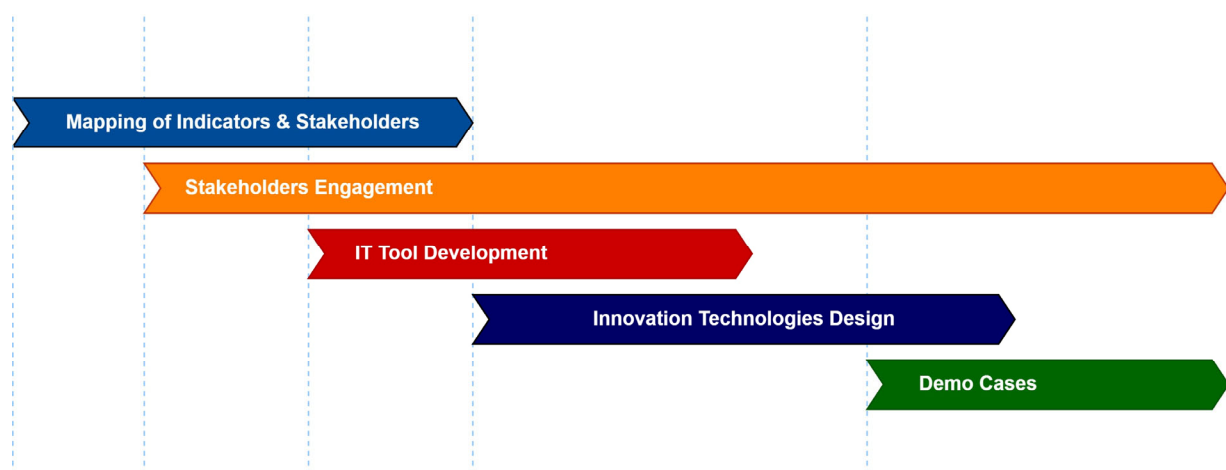 Mapping of Indicators & Stakeholders
Stakeholders Engagement
IT Tool Development
Innovation Technologies Design
Demo Cases